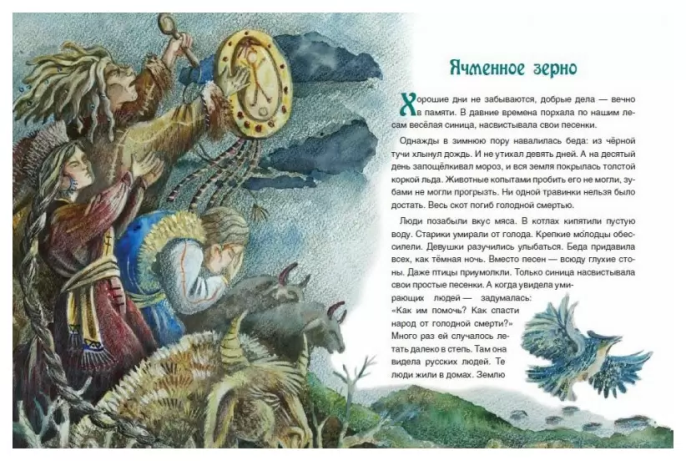 Ячменное зерно
Хорошие дни не забываются, добрые дела — вечно
в памяти. В давние времена порхала по нашим ле-
сам весёлая синица, насвистывала свои песенки.
Однажды в зимнюю пору навалилась беда: из чёрной
тучи хлынул дождь. И не утихал девять дней. А на десятый
день защёлкивал мороз, и вся земля покрылась толстой
коркой льда. Животные копытами пробить его не могли, зу-
бами не могли прогрызть. Ни одной травинки нельзя было
достать. Весь скот погиб голодной смертью.
Люди позабыли вкус мяса. В котлах кипятили пустую
воду. Старики умирали от голода. Крепкие мо́лодцы обес-
силели. Девушки разучились улыбаться. Беда придавила
всех, как тёмная ночь. Вместо песен — всюду глухие сто-
ны. Даже птицы приумолкли. Только синица насвистывала
свои простые песенки. А когда увидела уми-
рающих людей — задумалась:
«Как им помочь? Как спасти
народ от голодной смерти?»
Много раз ей случалось ле-
тать далеко в степь. Там она
видела русских людей. Те
люди жили в домах. Землю